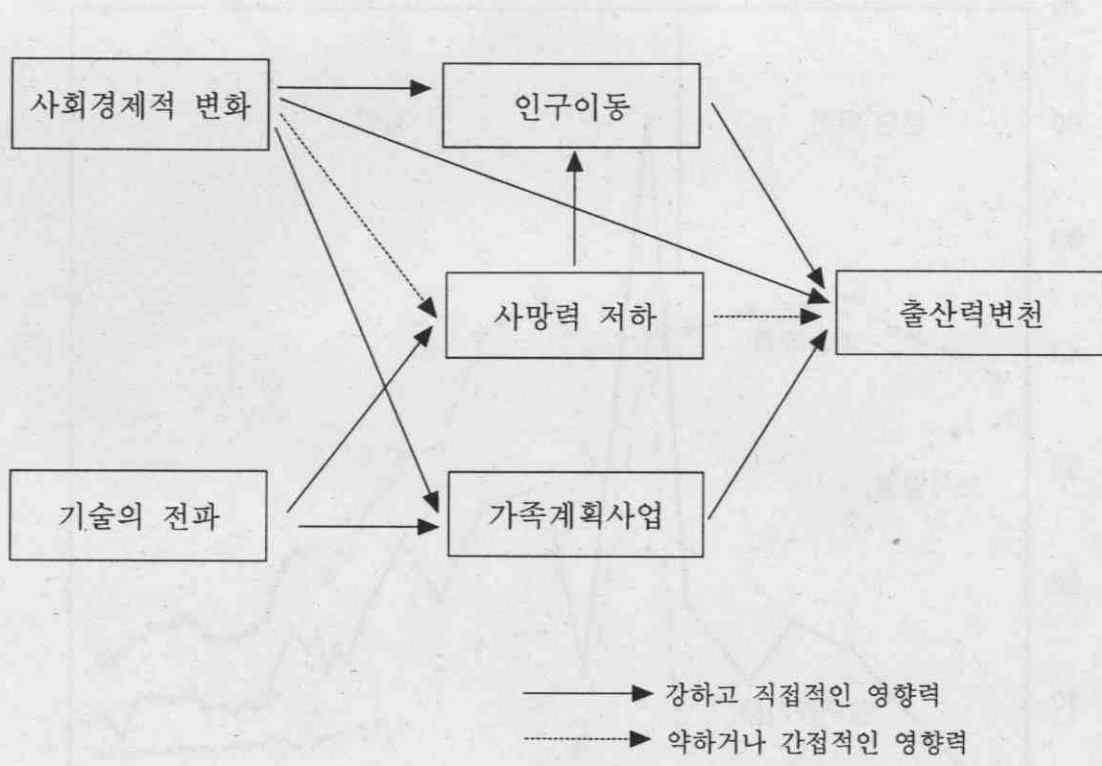 사회경제적 변화
인구이동
사망력 저하
출산력변천
기술의 전파
가족계획사업
강하고 직접적인 영향력
약하거나 간접적인 영향력